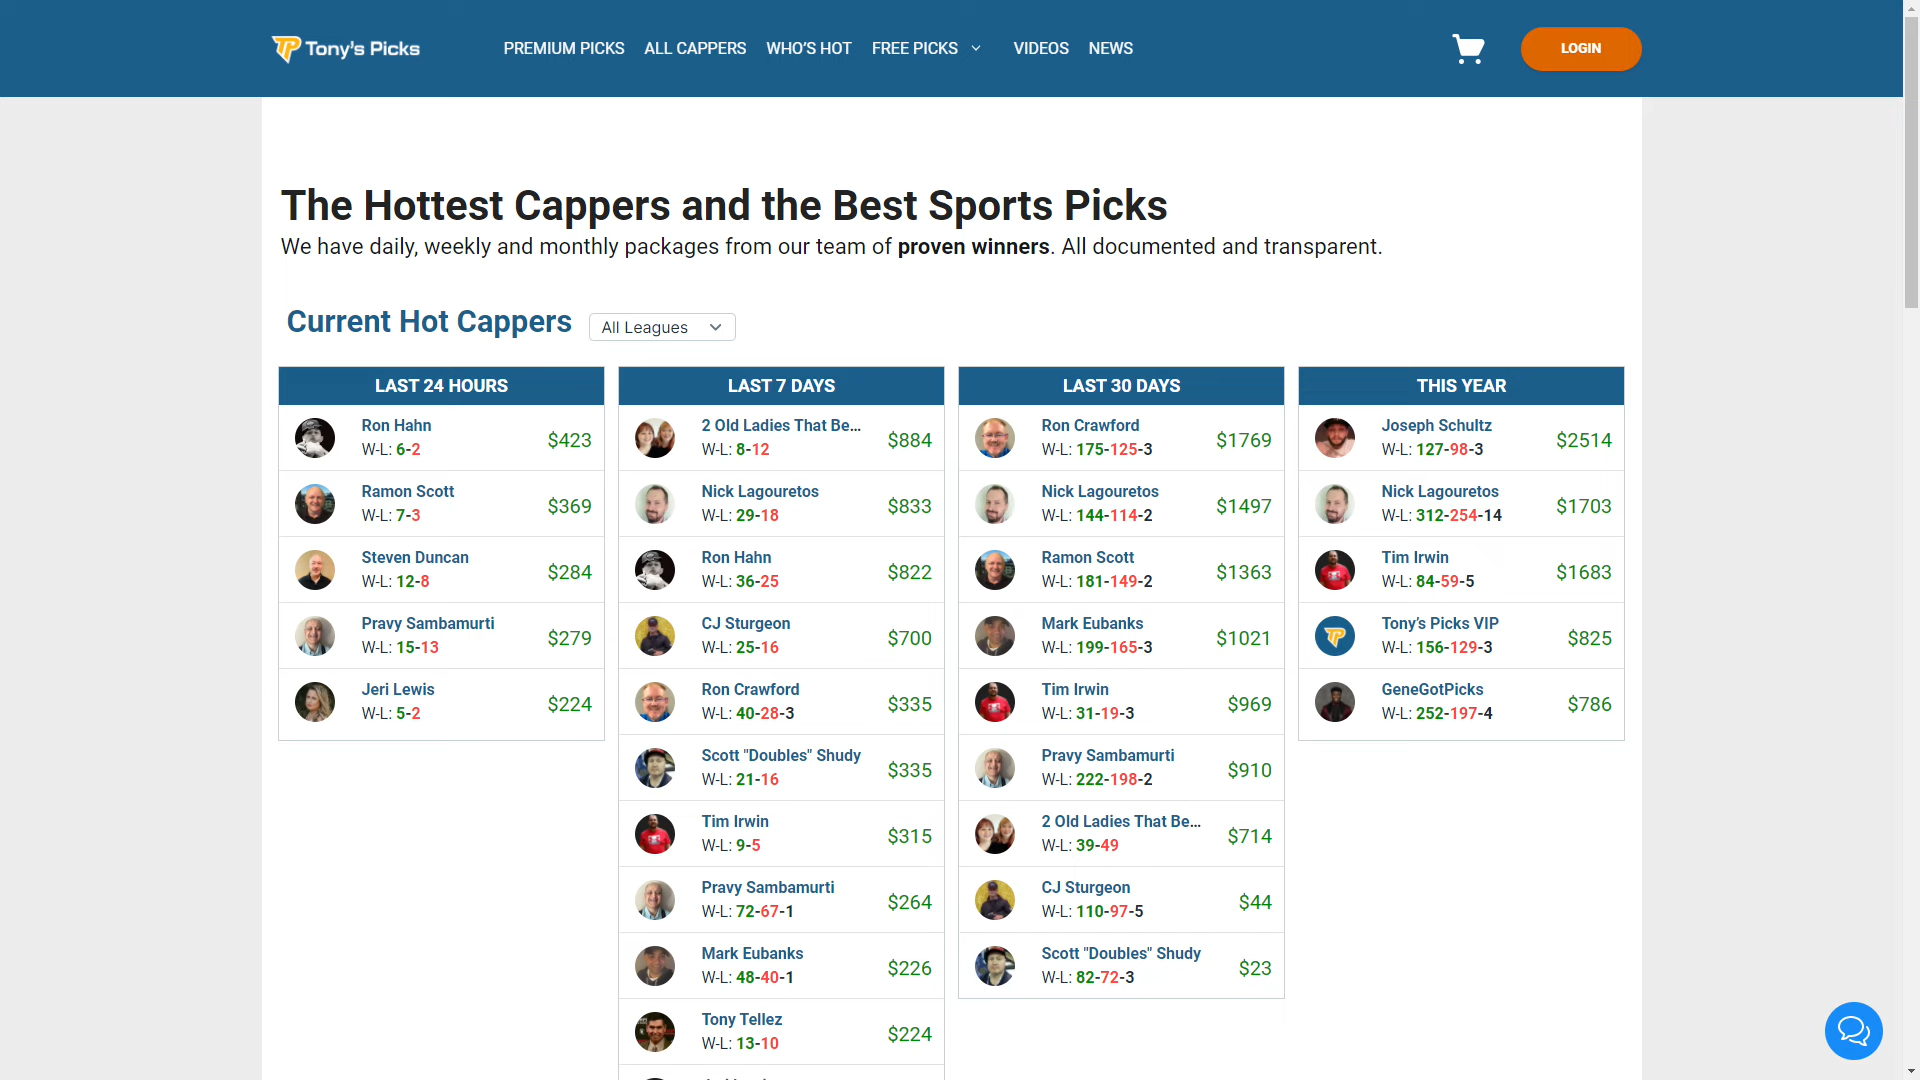 Tony's Picks
PREMIUM PICKS
ALL CAPPERS
WHO'S HOT
FREE PICKS
VIDEOS
NEWS
LOGIN
The Hottest Cappers and the Best Sports Picks
We have daily, weekly and monthly packages from our team of proven winners. All documented and transparent.
Current Hot Cappers
All Leagues
LAST 24 HOURS
Ron Hahn
W-L: 6-2
$423
Ramon Scott
W-L: 7-3
$369
Steven Duncan
W-L: 12-8
$284
Pravy Sambamurti
W-L: 15-13
$279
Jeri Lewis
W-L: 5-2
$224
LAST 7 DAYS
2 Old Ladies That Be...
W-L: 8-12
$884
Nick Lagouretos
W-L: 29-18
$833
Ron Hahn
W-L: 36-25
$822
CJ Sturgeon
W-L: 25-16
$700
Ron Crawford
W-L: 40-28-3
$335
Scott "Doubles" Shudy
W-L: 21-16
$335
Tim Irwin
W-L: 9-5
$315
Pravy Sambamurti
W-L: 72-67-1
$264
Mark Eubanks
W-L: 48-40-1
$226
Tony Tellez
W-L: 13-10
$224
LAST 30 DAYS
Ron Crawford
W-L: 175-125-3
$1769
Nick Lagouretos
W-L: 144-114-2
$1497
Ramon Scott
W-L: 181-149-2
$1363
Mark Eubanks
W-L: 199-165-3
$1021
Tim Irwin
W-L: 31-19-3
$969
Pravy Sambamurti
W-L: 222-198-2
$910
2 Old Ladies That Be...
W-L: 39-49
$714
CJ Sturgeon
W-L: 110-97-5
$44
Scott "Doubles" Shudy
W-L: 82-72-3
$23
THIS YEAR
Joseph Schultz
W-L: 127-98-3
$2514
Nick Lagouretos
W-L: 312-254-14
$1703
Tim Irwin
W-L: 84-59-5
$1683
Tony's Picks VIP
W-L: 156-129-3
$825
GeneGotPicks
W-L: 252-197-4
$786